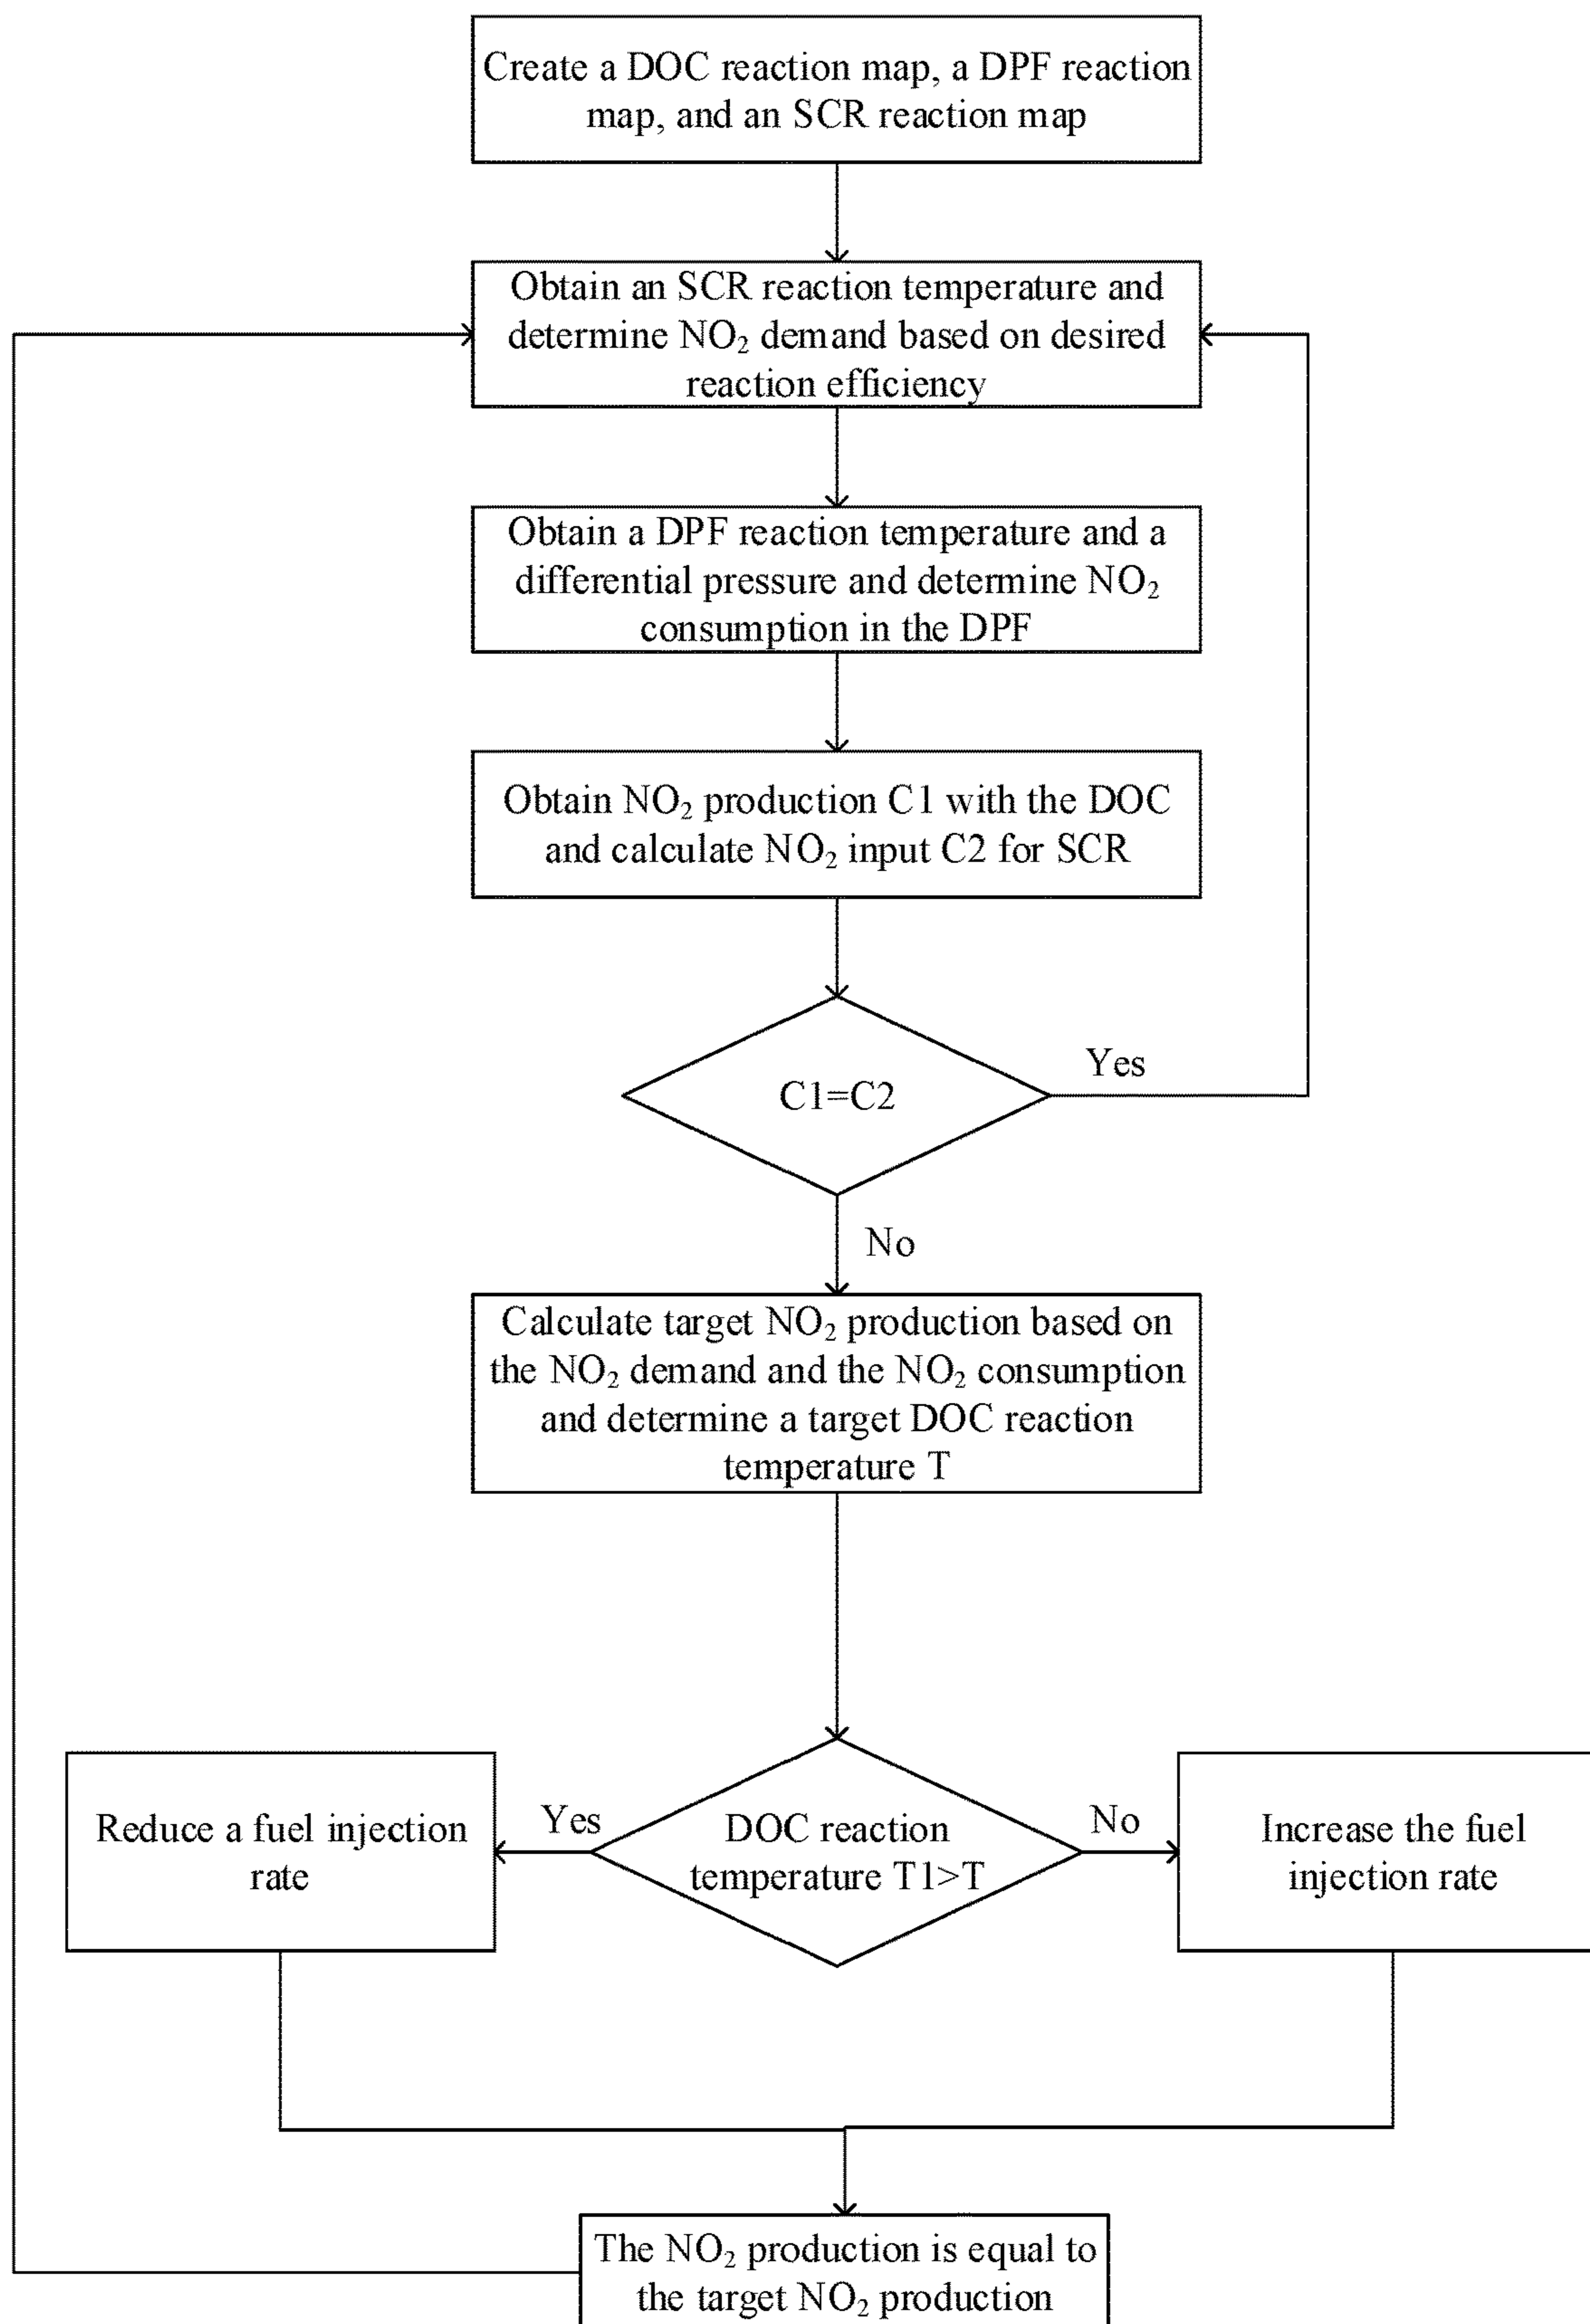 Create a DOC reaction map, a DPF reaction
map, and an SCR reaction map
Obtain an SCR reaction temperature and
determine NO₂ demand based on desired
reaction efficiency
Obtain a DPF reaction temperature and a
differential pressure and determine NO₂
consumption in the DPF
Obtain NO₂ production C1 with the DOC
and calculate NO₂ input C2 for SCR
C1=C2
Yes
No
Calculate target NO₂ production based on
the NO₂ demand and the NO₂ consumption
and determine a target DOC reaction
temperature T
Reduce a fuel injection
rate
Yes
DOC reaction
temperature T1>T
No
Increase the fuel
injection rate
The NO₂ production is equal to
the target NO₂ production